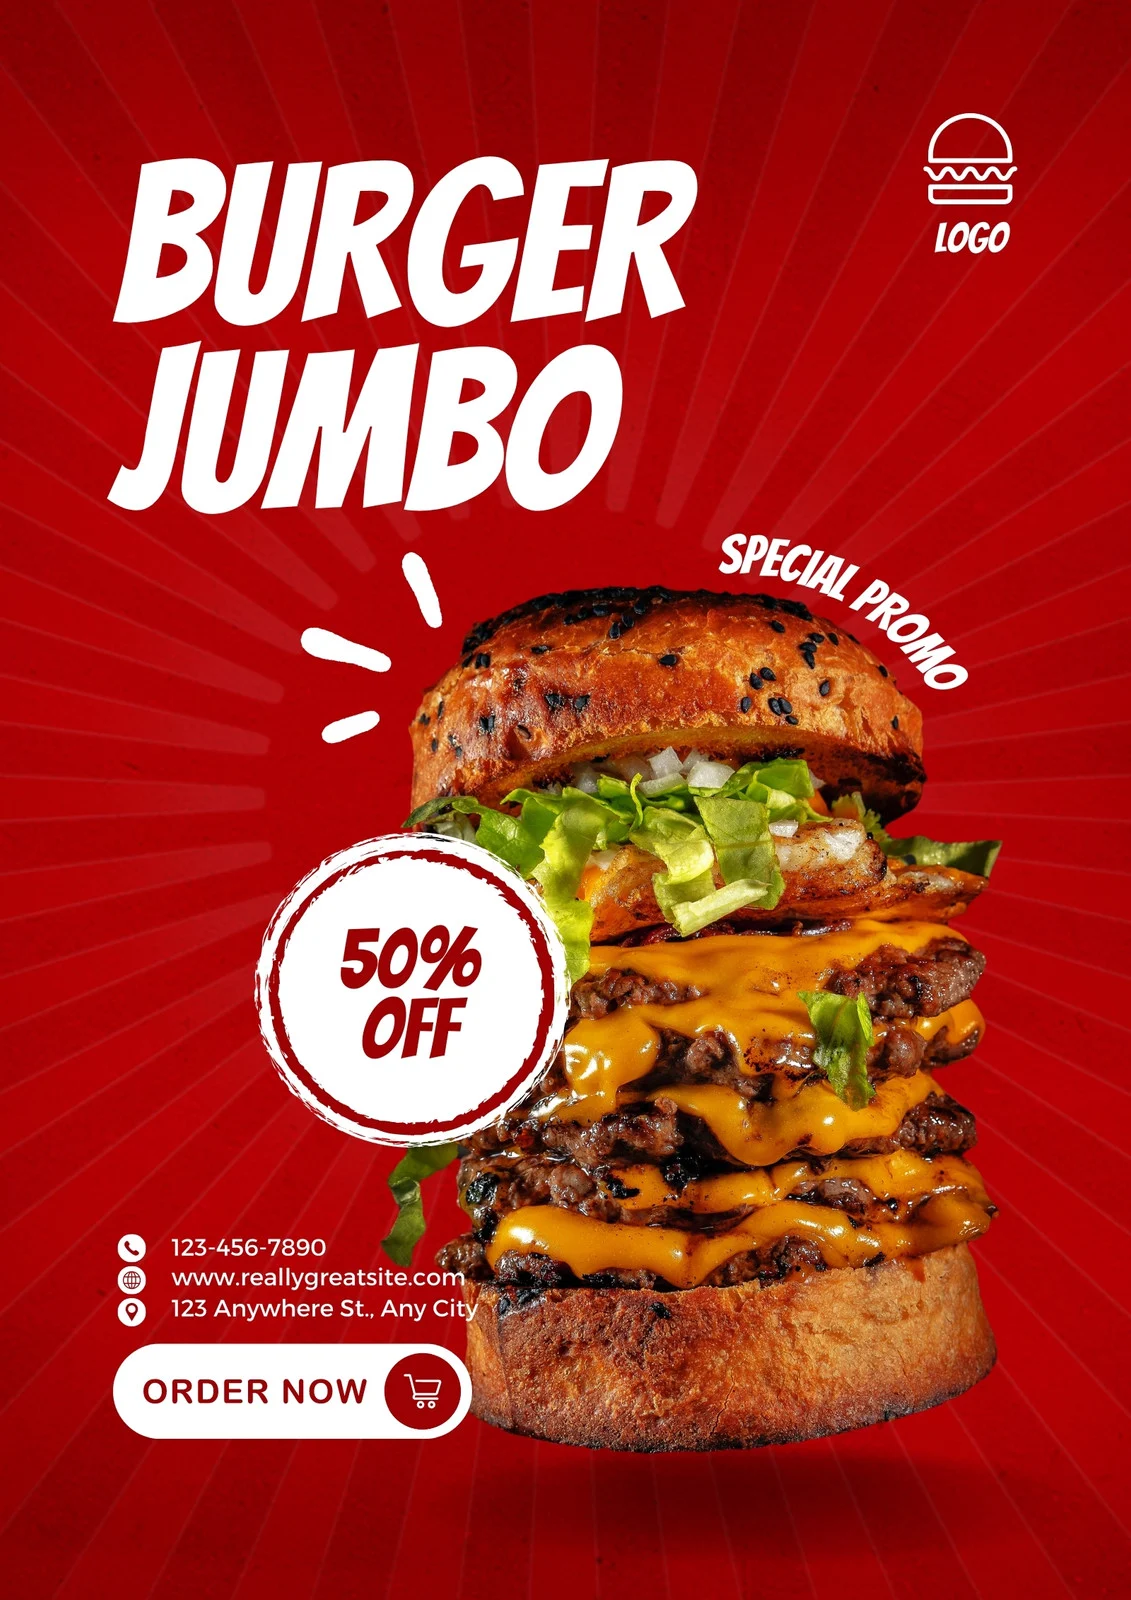 BURGER
JUMBO
LOGO
SPECIAL PROMO
50%
OFF
123-456-7890
www.reallygreatsite.com
123 Anywhere St., Any City
ORDER NOW